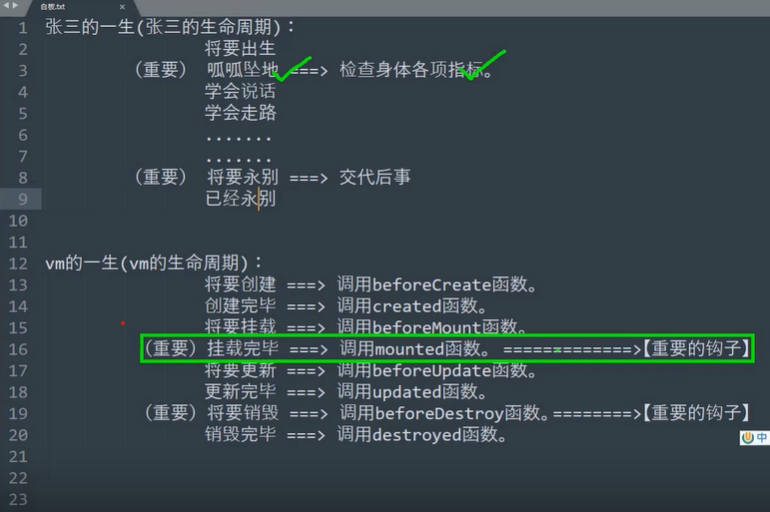 白板.txt
1 张三的一生(张三的生命周期)：
2 将要出生
3 （重要） 呱呱坠地 ===> 检查身体各项指标。
4 学会说话
5 学会走路
6 .......
7 .......
8 （重要） 将要永别 ===> 交代后事
9 已经永别
10
11
12 vm的一生(vm的生命周期)：
13 将要创建 ===> 调用beforeCreate函数。
14 创建完毕 ===> 调用created函数。
15 将要挂载 ===> 调用beforeMount函数。
16 （重要）挂载完毕 ===> 调用mounted函数。 =============>【重要的钩子】
17 将要更新 ===> 调用beforeUpdate函数。
18 更新完毕 ===> 调用updated函数。
19 （重要）将要销毁 ===> 调用beforeDestroy函数。========>【重要的钩子】
20 销毁完毕 ===> 调用destroyed函数。
中
21
22
23